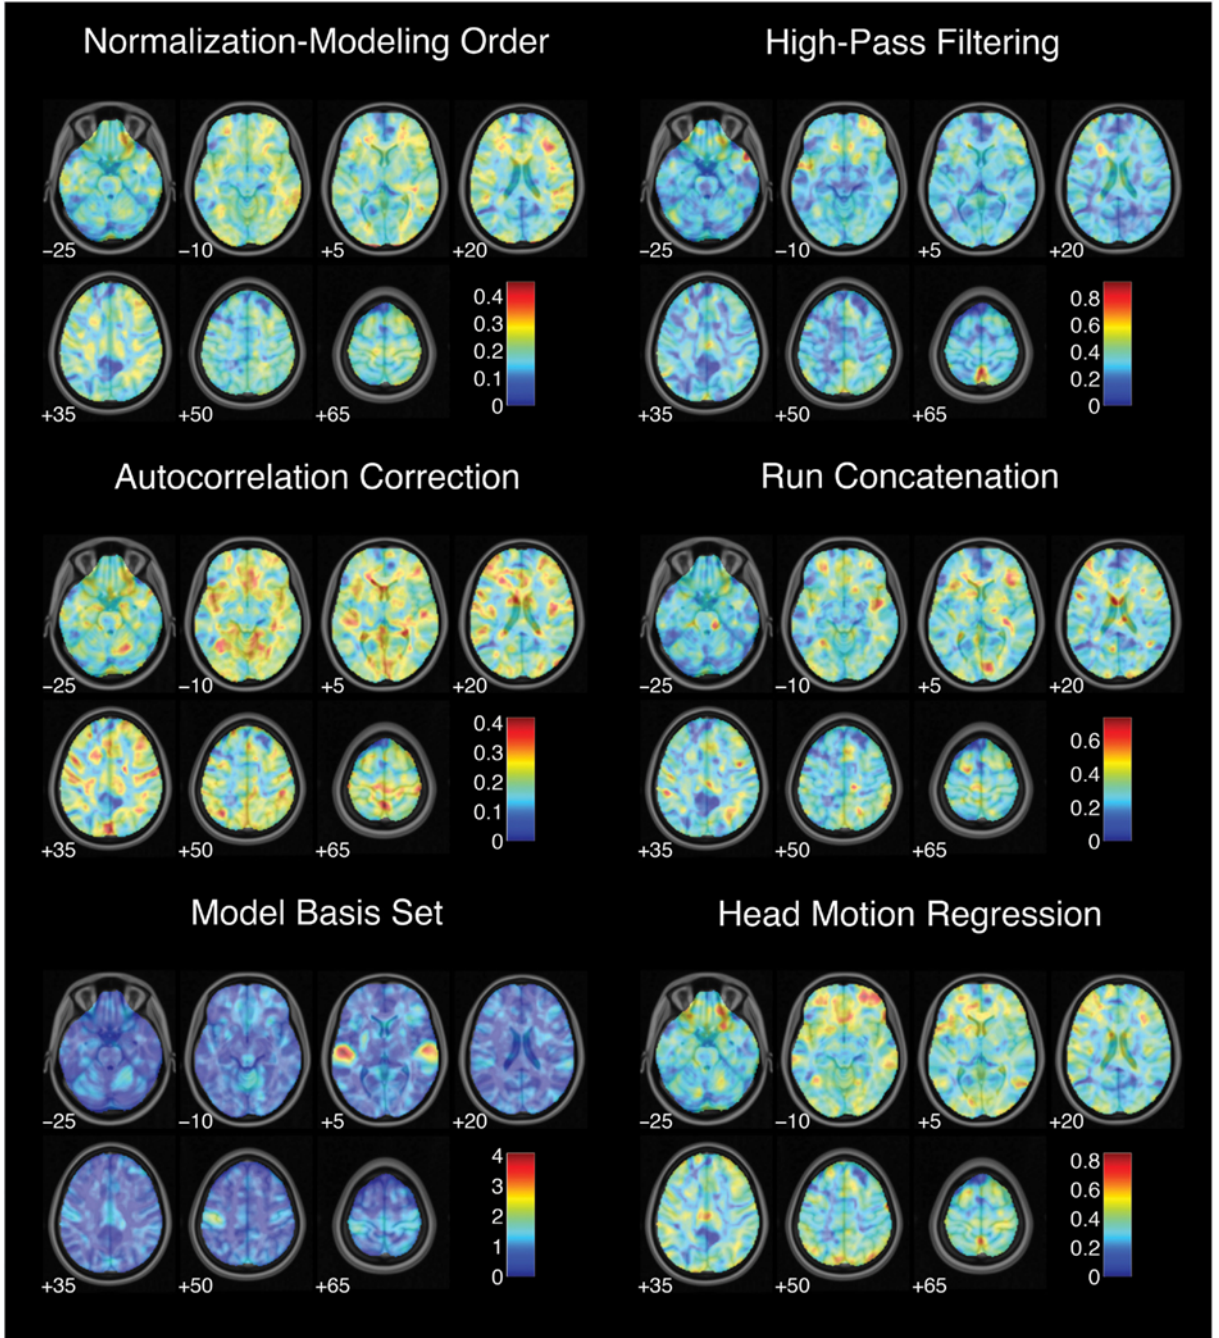 Normalization-Modeling Order
−25 −10 +5 +20
0.4
0.3
0.2
0.1
0
+35 +50 +65
High-Pass Filtering
−25 −10 +5 +20
0.8
0.6
0.4
0.2
0
+35 +50 +65
Autocorrelation Correction
−25 −10 +5 +20
0.4
0.3
0.2
0.1
0
+35 +50 +65
Run Concatenation
−25 −10 +5 +20
0.6
0.4
0.2
0
+35 +50 +65
Model Basis Set
−25 −10 +5 +20
4
3
2
1
0
+35 +50 +65
Head Motion Regression
−25 −10 +5 +20
0.8
0.6
0.4
0.2
0
+35 +50 +65